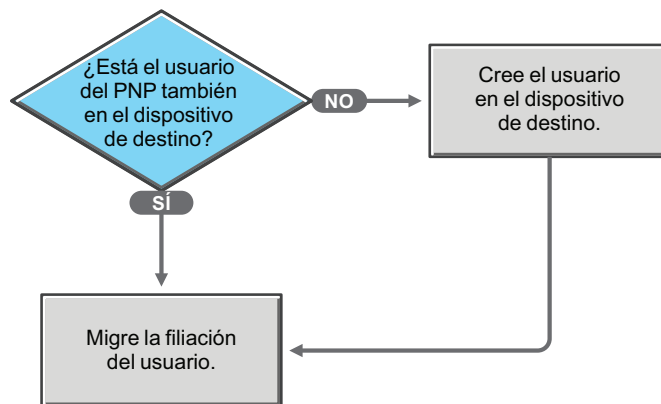 ¿Está el usuario
del PNP también
en el dispositivo
de destino?
NO
Cree el usuario
en el dispositivo
de destino.
SÍ
Migre la filiación
del usuario.